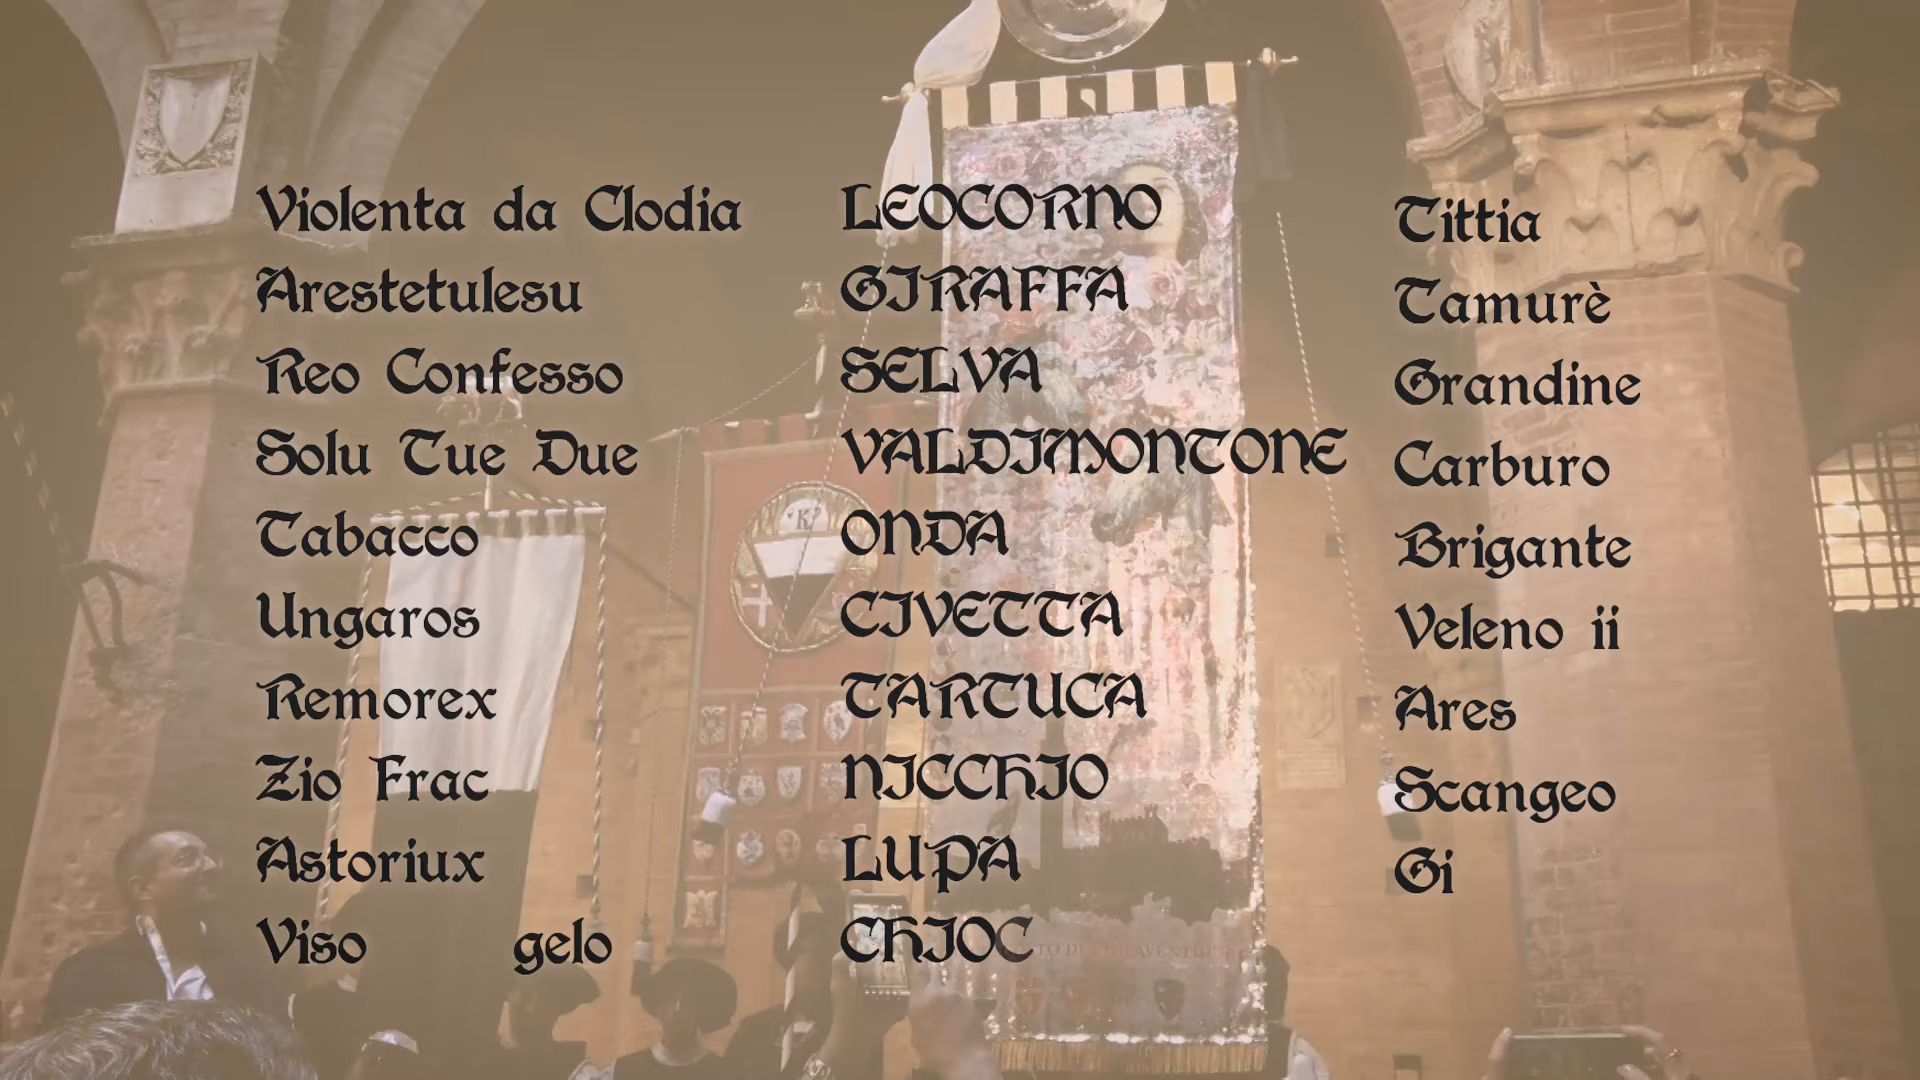 Violenta da Clodia LEOCORNO Tittia
Arestetulesu GIRAFFA Tamurè
Reo Confesso SELVA Grandine
Solu Tue Due VALDIMONTONE Carburo
Tabacco ONDA Brigante
Ungaros CIVETTA Veleno ii
Remorex TARTUCA Ares
Zio Frac NICCHIO Scangeo
Astoriux LUPA Gi
Viso gelo CHIOC